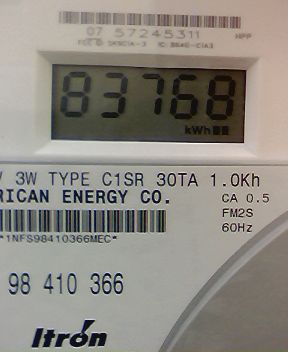 07 57245311
83768
kWh
3W TYPE C1SR 30TA 1.0Kh
RICAN ENERGY CO.
CA 0.5
FM2S
60Hz
*1NFS98410366MEC*
98 410 366
Itron